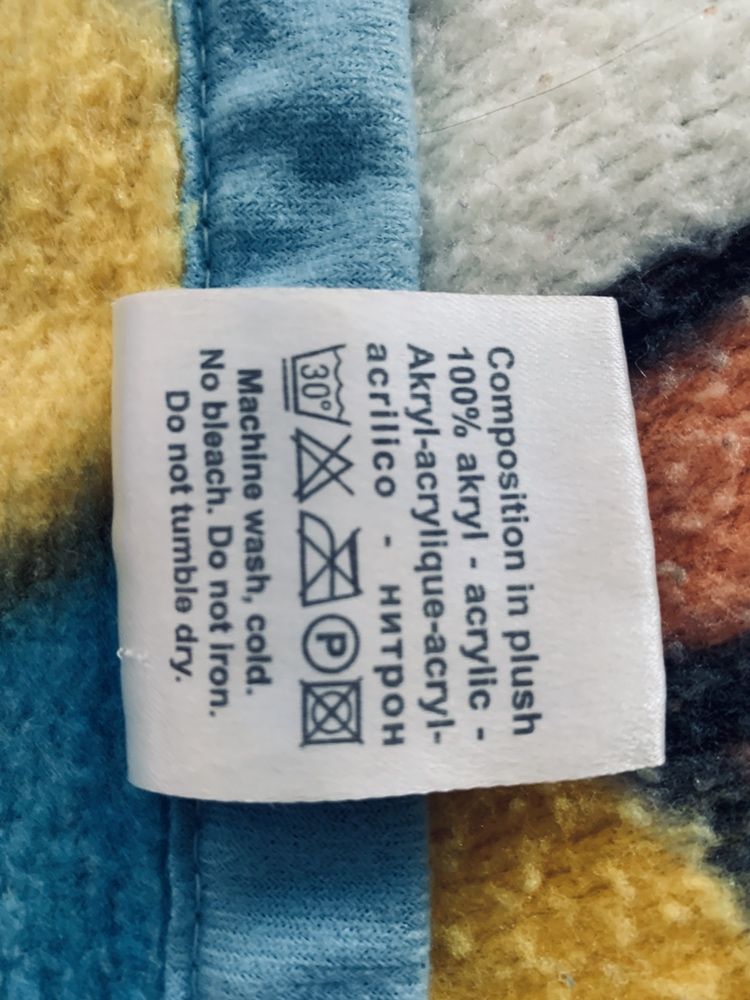 Composition in plush
100% akryl - acrylic -
Akryl-acrylique-acryl-
acrilico - нитрон
30° P
Machine wash, cold.
No bleach. Do not iron.
Do not tumble dry.